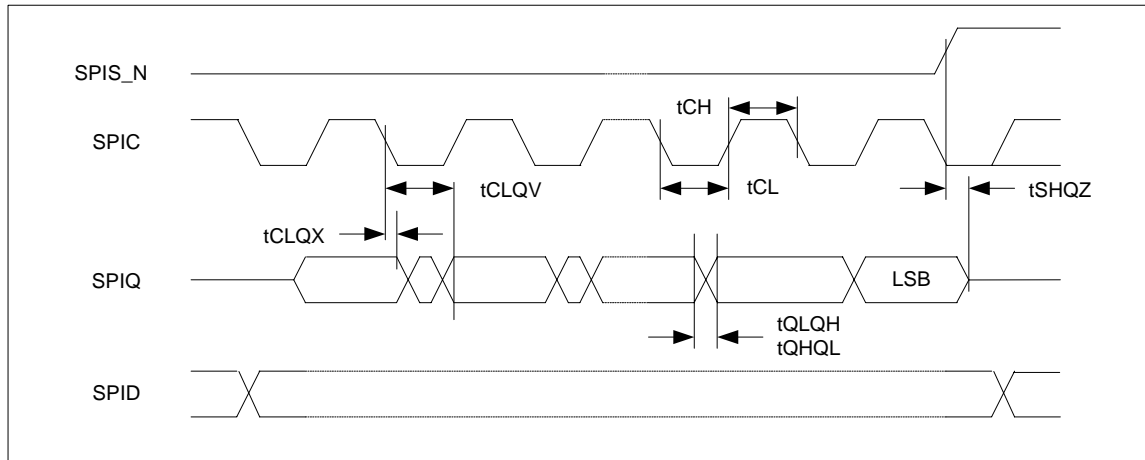 SPIS_N
tCH
SPIC
tCLQV
tCL
tSHQZ
tCLQX
SPIQ
LSB
tQLQH
tQHQL
SPID